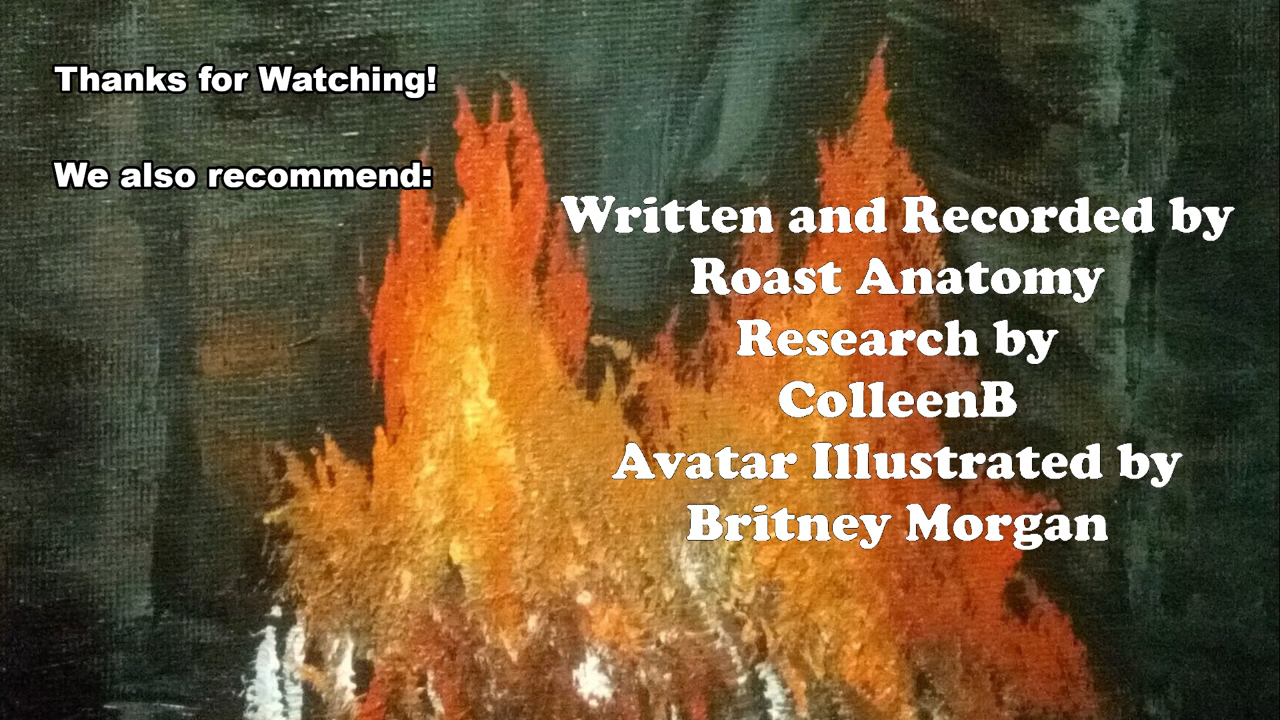 Thanks for Watching!
We also recommend:
Written and Recorded by
Roast Anatomy
Research by
ColleenB
Avatar Illustrated by
Britney Morgan